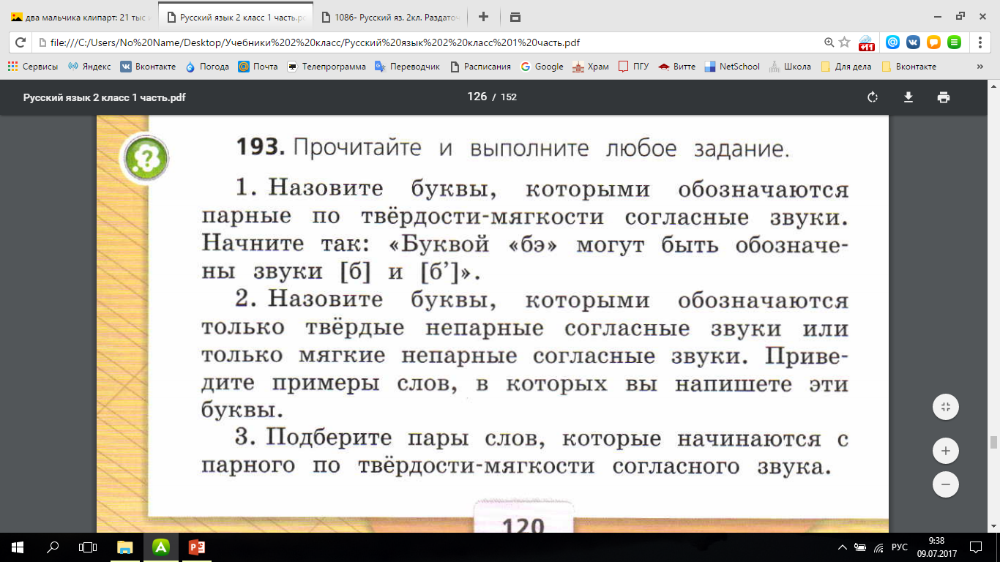 два мальчика клипарт: 21 тыс
Русский язык 2 класс 1 часть.pd
1086- Русский яз. 2кл. Раздаточ
file:///C:/Users/No%20Name/Desktop/Учебники%202%20класс/Русский%20язык%202%20класс%201%20часть.pdf
+11
Сервисы Яндекс Вконтакте Погода Почта Телепрограмма Переводчик Расписания Google Храм ПГУ Витте NetSchool Школа Для дела Вконтакте »
Русский язык 2 класс 1 часть.pdf 126 / 152
193. Прочитайте и выполните любое задание.
1. Назовите буквы, которыми обозначаются
парные по твёрдости-мягкости согласные звуки.
Начните так: «Буквой «бэ» могут быть обозначе-
ны звуки [б] и [б’]».
2. Назовите буквы, которыми обозначаются
только твёрдые непарные согласные звуки или
только мягкие непарные согласные звуки. Приве-
дите примеры слов, в которых вы напишете эти
буквы.
3. Подберите пары слов, которые начинаются с
парного по твёрдости-мягкости согласного звука.
120
РУС
9:38
09.07.2017